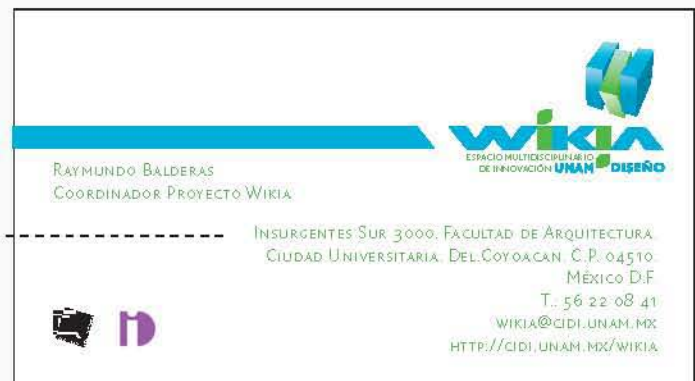 WIKIA
ESPACIO MULTIDISCIPLINARIO
DE INNOVACIÓN UNAM DISEÑO
RAYMUNDO BALDERAS
COORDINADOR PROYECTO WIKIA
INSURGENTES SUR 3000. FACULTAD DE ARQUITECTURA.
CIUDAD UNIVERSITARIA. DEL.COYOACAN. C.P. 04510.
MÉXICO D.F.
T.: 56 22 08 41
WIKIA@CIDI.UNAM.MX
HTTP://CIDI.UNAM.MX/WIKIA